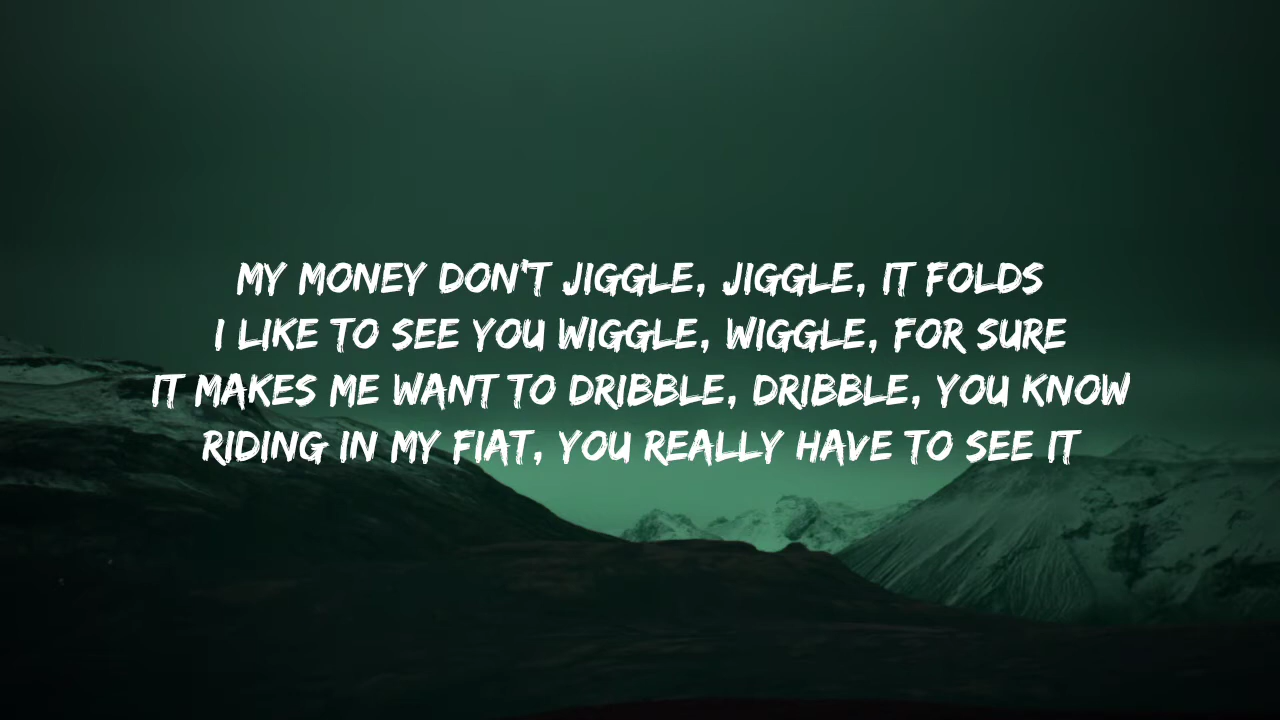 MY MONEY DON'T JIGGLE, JIGGLE, IT FOLDS
I LIKE TO SEE YOU WIGGLE, WIGGLE, FOR SURE
IT MAKES ME WANT TO DRIBBLE, DRIBBLE, YOU KNOW
RIDING IN MY FIAT, YOU REALLY HAVE TO SEE IT